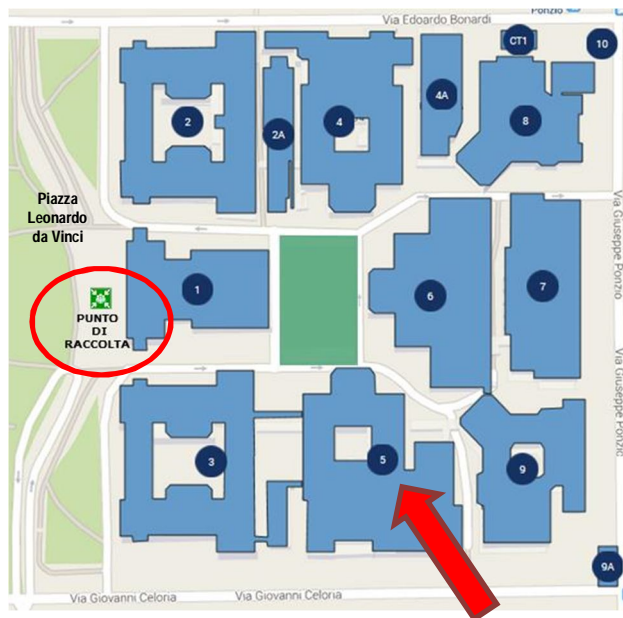 Ponzio
Via Edoardo Bonardi
CT1
10
4A
2
2A
4
8
Piazza
Leonardo
da Vinci
Via Giuseppe Ponzio
1
6
7
PUNTO
DI
RACCOLTA
Via Giuseppe Ponzio
3
5
9
9A
Via Giovanni Celoria
Via Giovanni Celoria